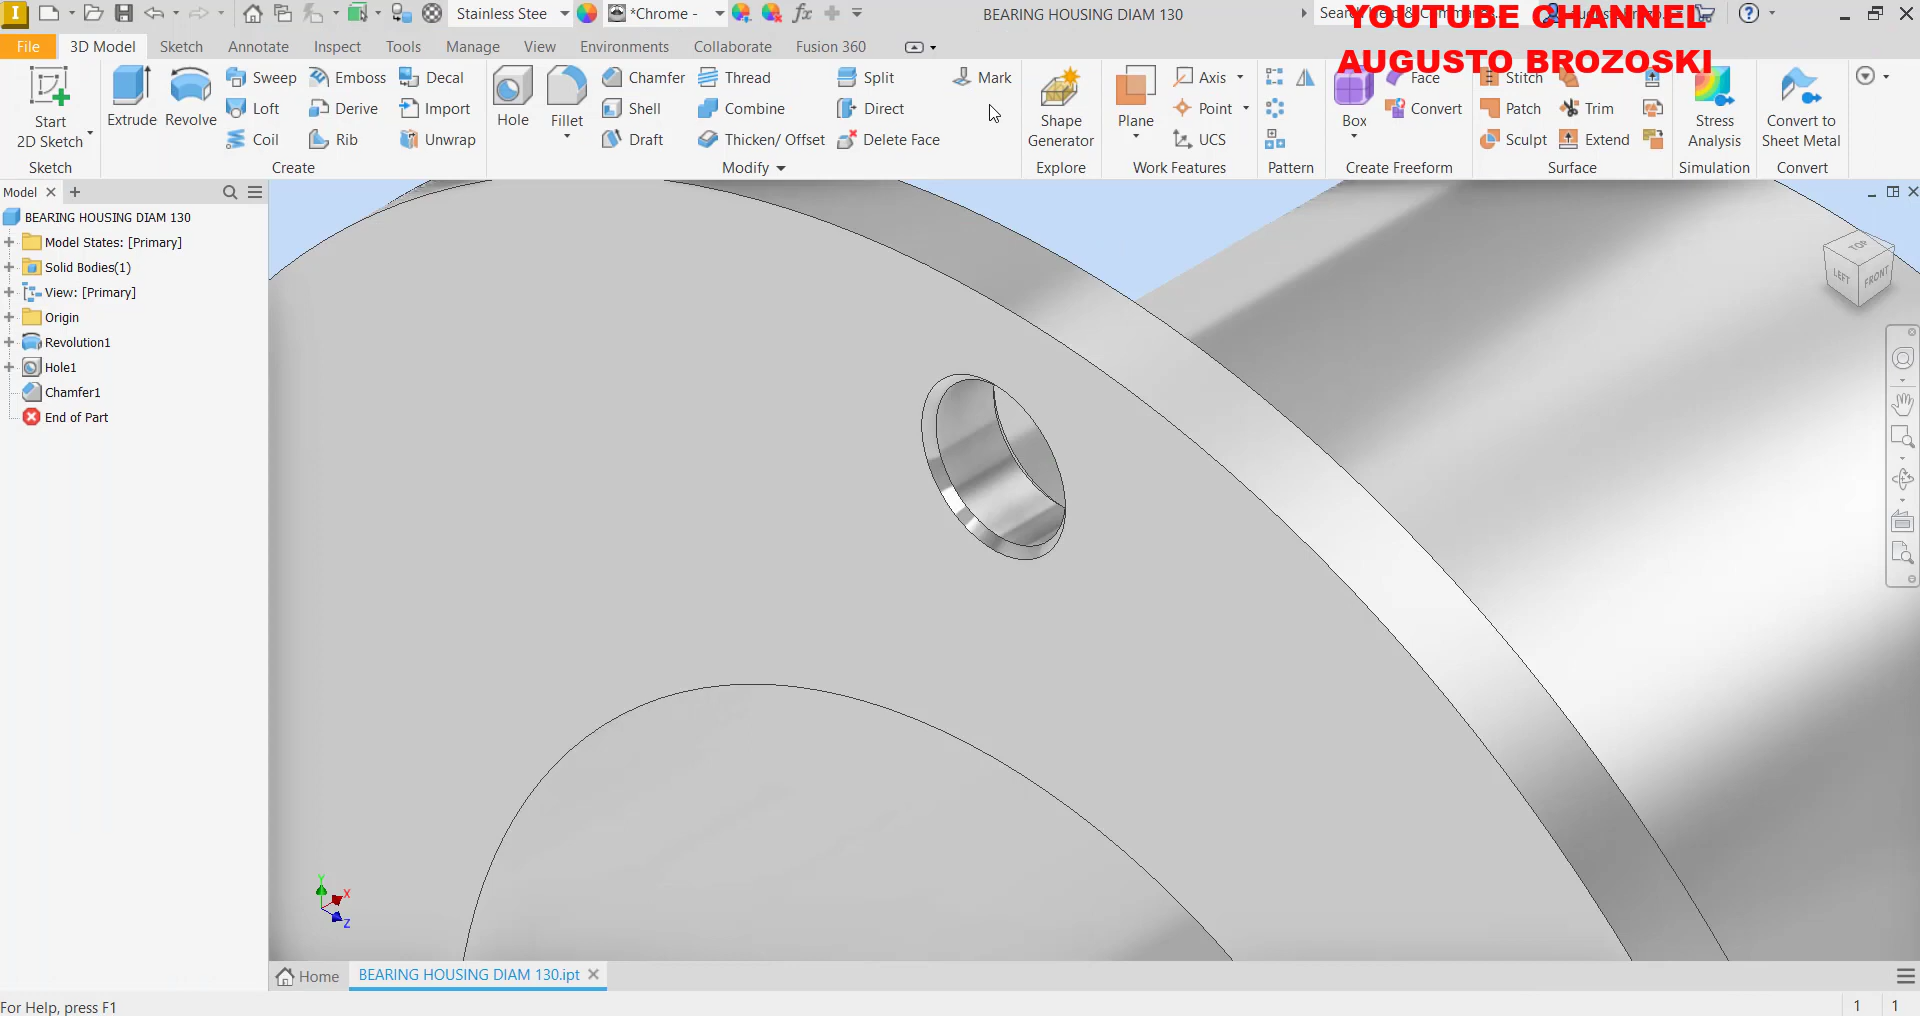 Stainless Stee
*Chrome -
BEARING HOUSING DIAM 130
YOUTUBE CHANNEL
AUGUSTO BROZOSKI
File
3D Model
Sketch
Annotate
Inspect
Tools
Manage
View
Environments
Collaborate
Fusion 360
Start
2D Sketch
Sketch
Extrude
Revolve
Sweep
Emboss
Decal
Loft
Derive
Import
Coil
Rib
Unwrap
Create
Hole
Fillet
Chamfer
Thread
Split
Mark
Shell
Combine
Direct
Draft
Thicken/ Offset
Delete Face
Modify
Shape
Generator
Explore
Plane
Axis
Point
UCS
Work Features
Pattern
Box
Face
Convert
Create Freeform
Stitch
Patch
Trim
Sculpt
Extend
Surface
Stress
Analysis
Simulation
Convert to
Sheet Metal
Convert
Model
BEARING HOUSING DIAM 130
Model States: [Primary]
Solid Bodies(1)
View: [Primary]
Origin
Revolution1
Hole1
Chamfer1
End of Part
TOP
LEFT
FRONT
Y
X
Z
Home
BEARING HOUSING DIAM 130.ipt
For Help, press F1
1
1